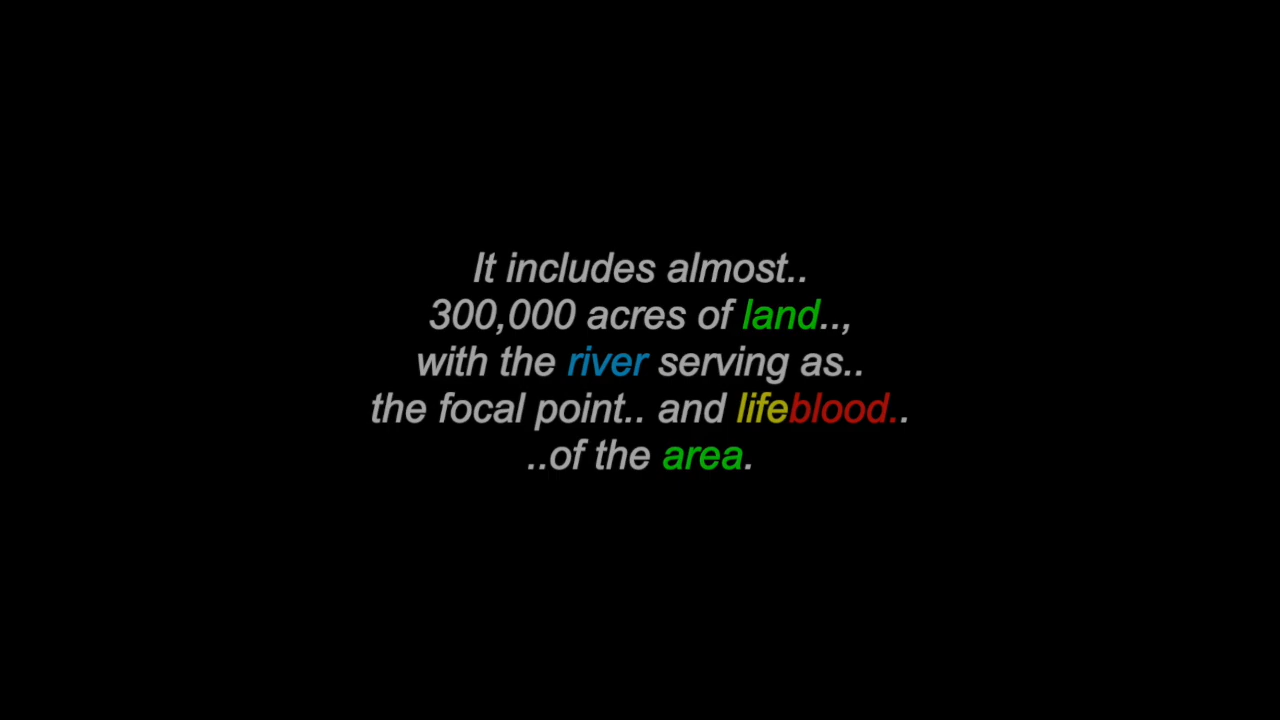 It includes almost..
300,000 acres of land..,
with the river serving as..
the focal point.. and lifeblood..
..of the area.